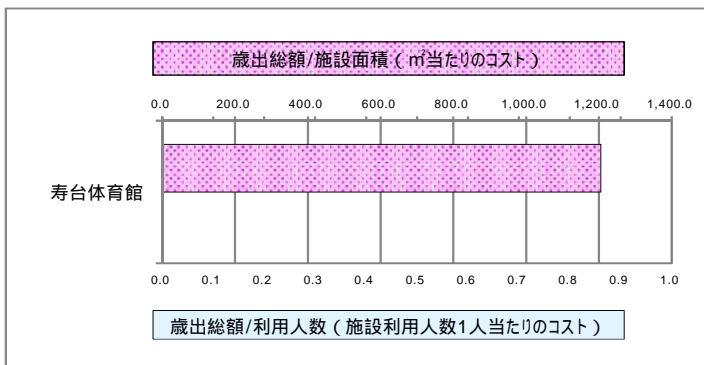 歳出総額/施設面積(㎡当たりのコスト)
0.0 200.0 400.0 600.0 800.0 1,000.0 1,200.0 1,400.0
寿台体育館
0.0 0.1 0.2 0.3 0.4 0.5 0.6 0.7 0.8 0.9 1.0
歳出総額/利用人数(施設利用人数1人当たりのコスト)